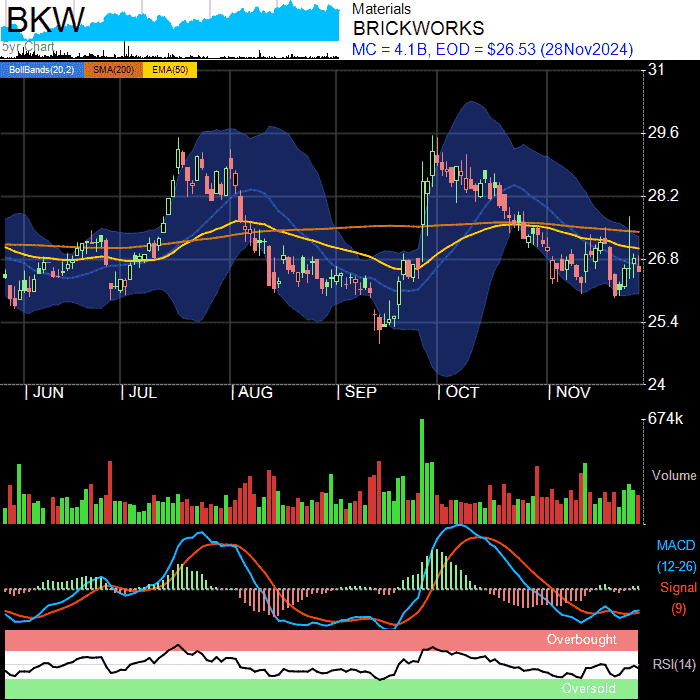 BKW
5yr Chart
Materials
BRICKWORKS
MC = 4.1B, EOD = $26.53 (28Nov2024)
BollBands(20,2) SMA(200) EMA(50)
31
29.6
28.2
26.8
25.4
24
JUN JUL AUG SEP OCT NOV
674k
Volume
MACD
(12-26)
Signal
(9)
Overbought
RSI(14)
Oversold